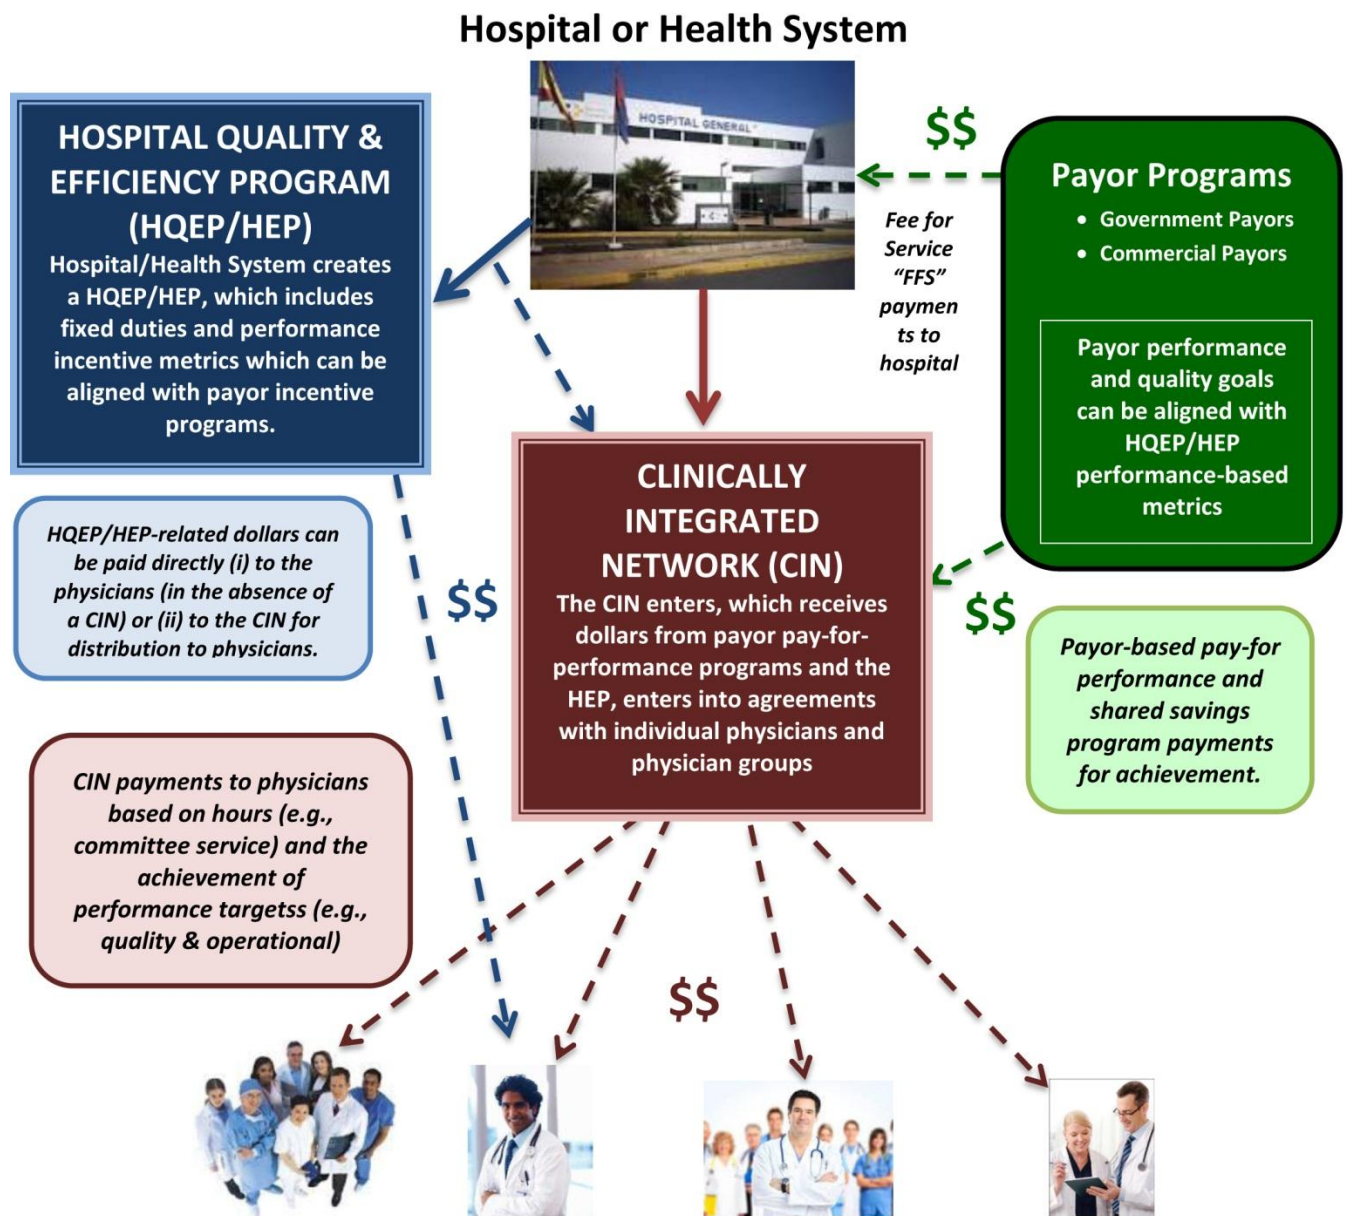 Hospital or Health System
HOSPITAL GENERAL
HOSPITAL QUALITY &
EFFICIENCY PROGRAM
(HQEP/HEP)
Hospital/Health System creates
a HQEP/HEP, which includes
fixed duties and performance
incentive metrics which can be
aligned with payor incentive
programs.
$$
Fee for
Service
“FFS”
paymen
ts to
hospital
Payor Programs
• Government Payors
• Commercial Payors
Payor performance
and quality goals
can be aligned with
HQEP/HEP
performance-based
metrics
HQEP/HEP-related dollars can
be paid directly (i) to the
physicians (in the absence of
a CIN) or (ii) to the CIN for
distribution to physicians.
$$
CLINICALLY
INTEGRATED
NETWORK (CIN)
The CIN enters, which receives
dollars from payor pay-for-
performance programs and the
HEP, enters into agreements
with individual physicians and
physician groups
$$
Payor-based pay-for
performance and
shared savings
program payments
for achievement.
CIN payments to physicians
based on hours (e.g.,
committee service) and the
achievement of
performance targetss (e.g.,
quality & operational)
$$